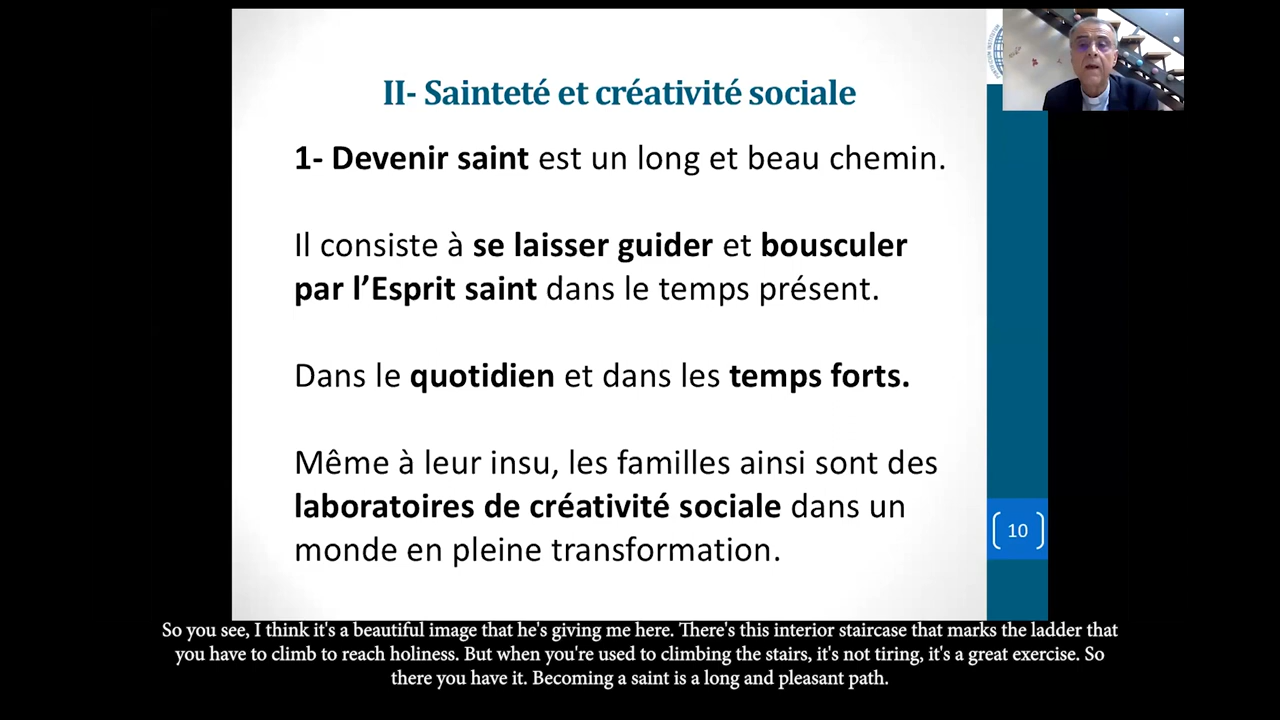 II- Sainteté et créativité sociale
1- Devenir saint est un long et beau chemin.
Il consiste à se laisser guider et bousculer
par l’Esprit saint dans le temps présent.
Dans le quotidien et dans les temps forts.
Même à leur insu, les familles ainsi sont des
laboratoires de créativité sociale dans un
monde en pleine transformation.
10
So you see, I think it's a beautiful image that he's giving me here. There's this interior staircase that marks the ladder that
you have to climb to reach holiness. But when you're used to climbing the stairs, it's not tiring, it's a great exercise. So
there you have it. Becoming a saint is a long and pleasant path.